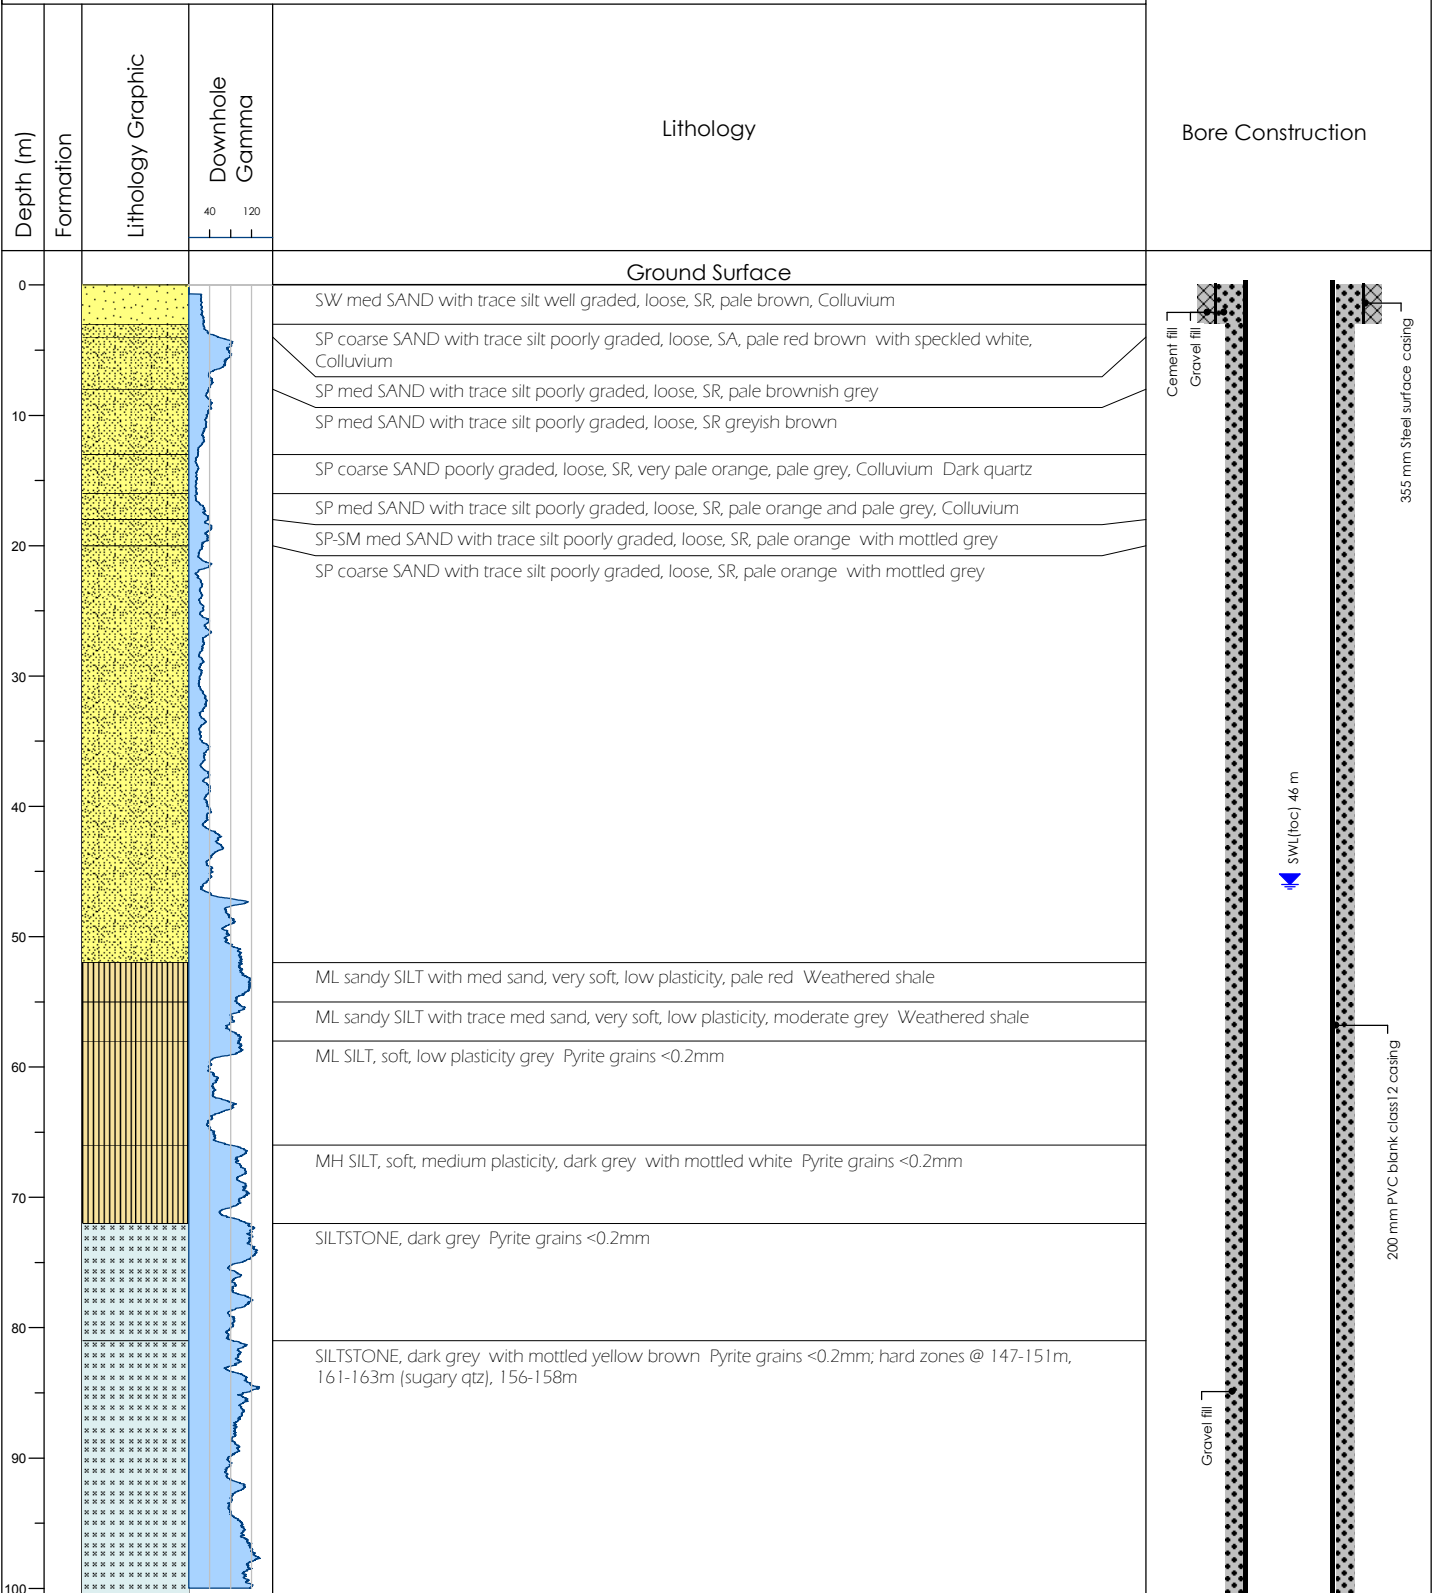 Depth (m)
Formation
Lithology Graphic
Downhole
Gamma
40 120
Lithology
Bore Construction
Ground Surface
0
SW med SAND with trace silt well graded, loose, SR, pale brown, Colluvium
SP coarse SAND with trace silt poorly graded, loose, SA, pale red brown with speckled white,
Colluvium
SP med SAND with trace silt poorly graded, loose, SR, pale brownish grey
10
SP med SAND with trace silt poorly graded, loose, SR greyish brown
SP coarse SAND poorly graded, loose, SR, very pale orange, pale grey, Colluvium Dark quartz
SP med SAND with trace silt poorly graded, loose, SR, pale orange and pale grey, Colluvium
20
SP-SM med SAND with trace silt poorly graded, loose, SR, pale orange with mottled grey
SP coarse SAND with trace silt poorly graded, loose, SR, pale orange with mottled grey
30
40
50
ML sandy SILT with med sand, very soft, low plasticity, pale red Weathered shale
ML sandy SILT with trace med sand, very soft, low plasticity, moderate grey Weathered shale
60
ML SILT, soft, low plasticity grey Pyrite grains <0.2mm
MH SILT, soft, medium plasticity, dark grey with mottled white Pyrite grains <0.2mm
70
SILTSTONE, dark grey Pyrite grains <0.2mm
80
SILTSTONE, dark grey with mottled yellow brown Pyrite grains <0.2mm; hard zones @ 147-151m,
161-163m (sugary qtz), 156-158m
90
100
Cement fill
Gravel fill
355 mm Steel surface casing
SWL(toc) 46 m
200 mm PVC blank class12 casing
Gravel fill